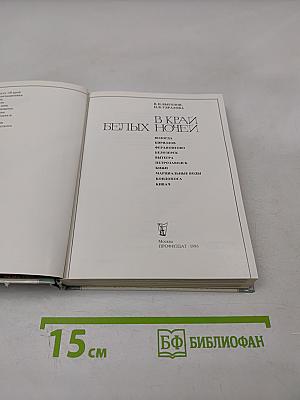 В КРАЙ
БЕЛЫХ НОЧЕЙ
ВОЛОГДА
КИРИЛЛОВ
ФЕРАПОНТОВО
БЕЛОЗЕРСК
ВЫТЕГРА
ПЕТРОЗАВОДСК
КИЖИ
МАРЦИАЛЬНЫЕ ВОДЫ
КОНДОПОГА
КИВАЧ
Москва
ПРОФИЗДАТ
15 см
БФ БИБЛИОФАН